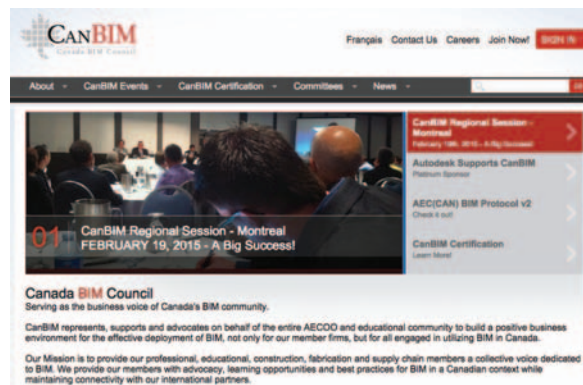 CANBIM
Canada BIM Council
Français Contact Us Careers Join Now! SIGN IN
About CanBIM Events CanBIM Certification Committees News
CanBIM Regional Session -
Montreal
February 19th, 2015 - A Big Success!
Autodesk Supports CanBIM
Platinum Sponsor
AEC(CAN) BIM Protocol v2
Check it out!
CanBIM Certification
Learn More!
01 CanBIM Regional Session - Montreal
FEBRUARY 19, 2015 - A Big Success!
Canada BIM Council
Serving as the business voice of Canada's BIM community.
CanBIM represents, supports and advocates on behalf of the entire AECOO and educational community to build a positive business
environment for the effective deployment of BIM, not only for our member firms, but for all engaged in utilizing BIM in Canada.
Our Mission is to provide our professional, educational, construction, fabrication and supply chain members a collective voice dedicated
to BIM. We provide our members with advocacy, learning opportunities and best practices for BIM in a Canadian context while
maintaining connectivity with our international partners.